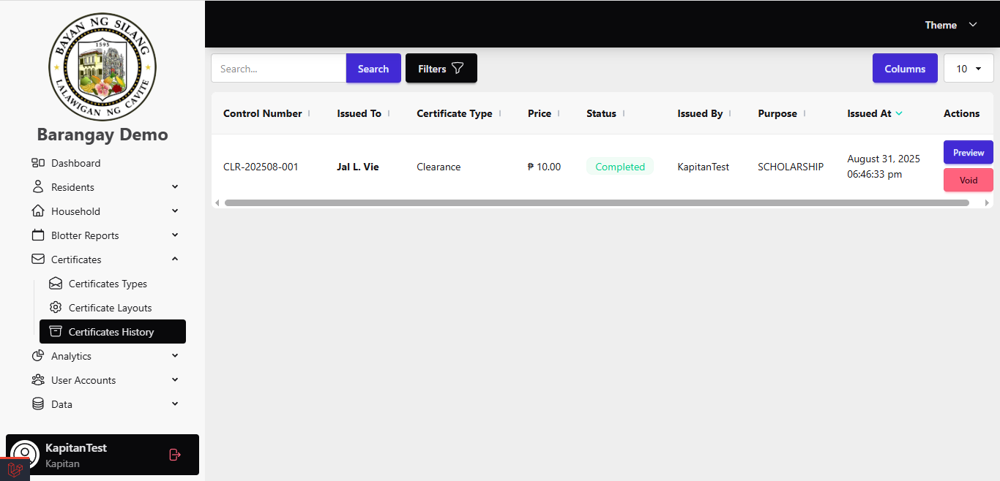 BAYAN NG SILANG
1595
LALAWIGAN NG CAVITE
Barangay Demo
Dashboard
Residents
Household
Blotter Reports
Certificates
Certificates Types
Certificate Layouts
Certificates History
Analytics
User Accounts
Data
KapitanTest
Kapitan
Theme
Search...
Search
Filters
Columns
10
Control Number Issued To Certificate Type Price Status Issued By Purpose Issued At Actions
CLR-202508-001 Jal L. Vie Clearance ₱ 10.00 Completed KapitanTest SCHOLARSHIP August 31, 2025
06:46:33 pm
Preview
Void